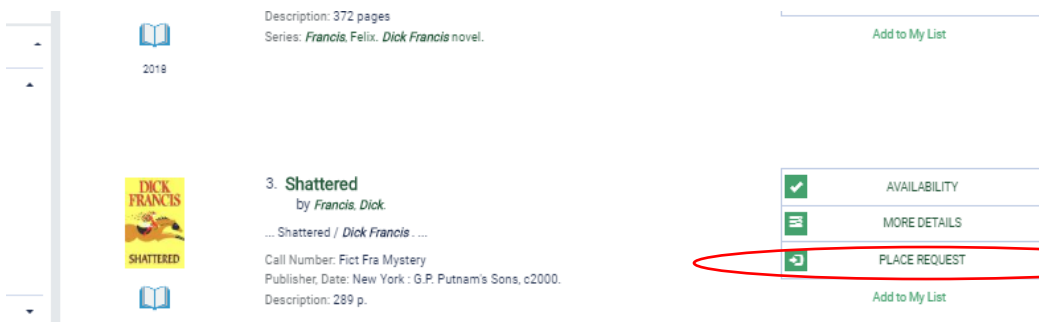 Description: 372 pages
Series: Francis, Felix. Dick Francis novel.
Add to My List
2018
DICK
FRANCIS
SHATTERED
3. Shattered
by Francis, Dick.
... Shattered / Dick Francis . ...
Call Number: Fict Fra Mystery
Publisher, Date: New York : G.P. Putnam's Sons, c2000.
Description: 289 p.
AVAILABILITY
MORE DETAILS
PLACE REQUEST
Add to My List